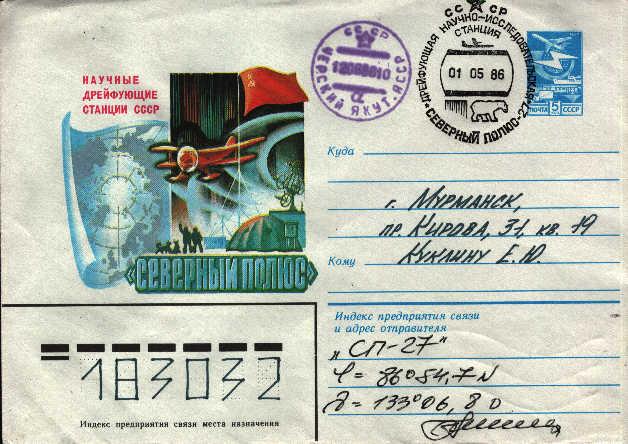 НАУЧНЫЕ
ДРЕЙФУЮЩИЕ
СТАНЦИИ СССР
«СЕВЕРНЫЙ ПОЛЮС»
СССР
ЧЕРСКИЙ ЯКУТ. АССР
СССР
ДРЕЙФУЮЩАЯ НАУЧНО-ИССЛЕДОВАТЕЛЬСКАЯ
СТАНЦИЯ
01 05 86
СЕВЕРНЫЙ ПОЛЮС-27
ПОЧТА 5 СССР
Куда
г. Мурманск,
пр. Кирова, 31, кв. 19
Кому Куклину Е.Ю.
Индекс предприятия связи
и адрес отправителя
"СП-27"
φ = 86°54,7 N
λ = 133°06,8 O
183032
Индекс предприятия связи места назначения